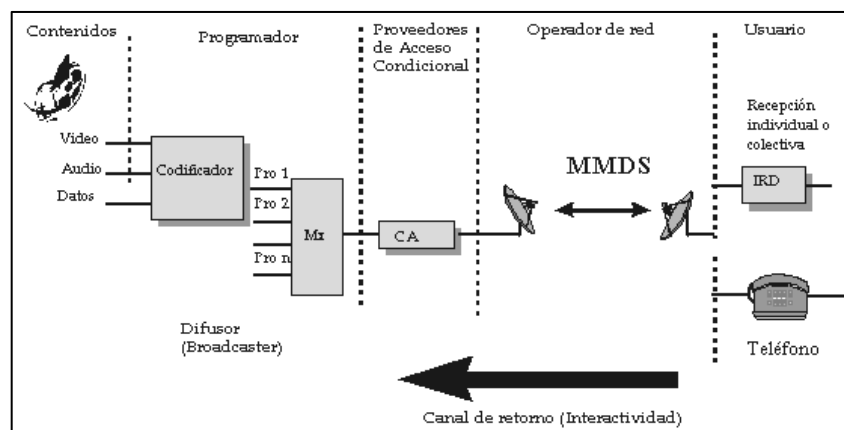 Contenidos
Programador
Proveedores
de Acceso
Condicional
Operador de red
Usuario
Video
Audio
Datos
Codificador
Pro 1
Pro 2
Pro n
Mx
CA
MMDS
Recepción
individual o
colectiva
IRD
Teléfono
Difusor
(Broadcaster)
Canal de retorno (Interactividad)